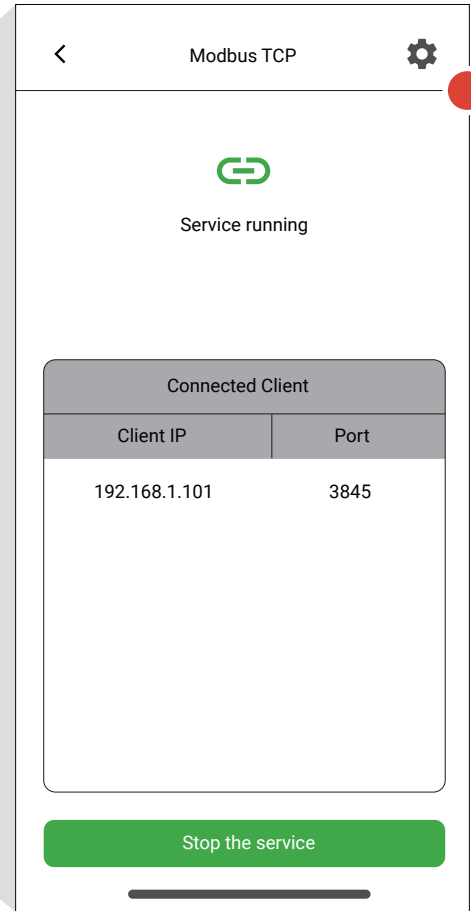 Modbus TCP
Service running
Connected Client
Client IP Port
192.168.1.101 3845
Stop the service